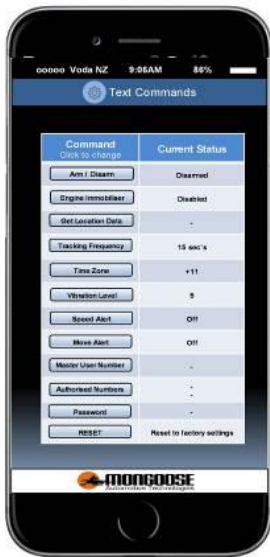 ooooo Voda NZ 9:06AM 86%
Text Commands
Command Current Status
Click to change
Arm / Disarm Disarmed
Engine Immobiliser Disabled
Get Location Data -
Tracking Frequency 15 sec's
Time Zone +11
Vibration Level 5
Speed Alert Off
Move Alert Off
Master User Number -
Authorised Numbers - -
Password -
RESET Reset to factory settings
MONGOOSE
Automotive Technologies